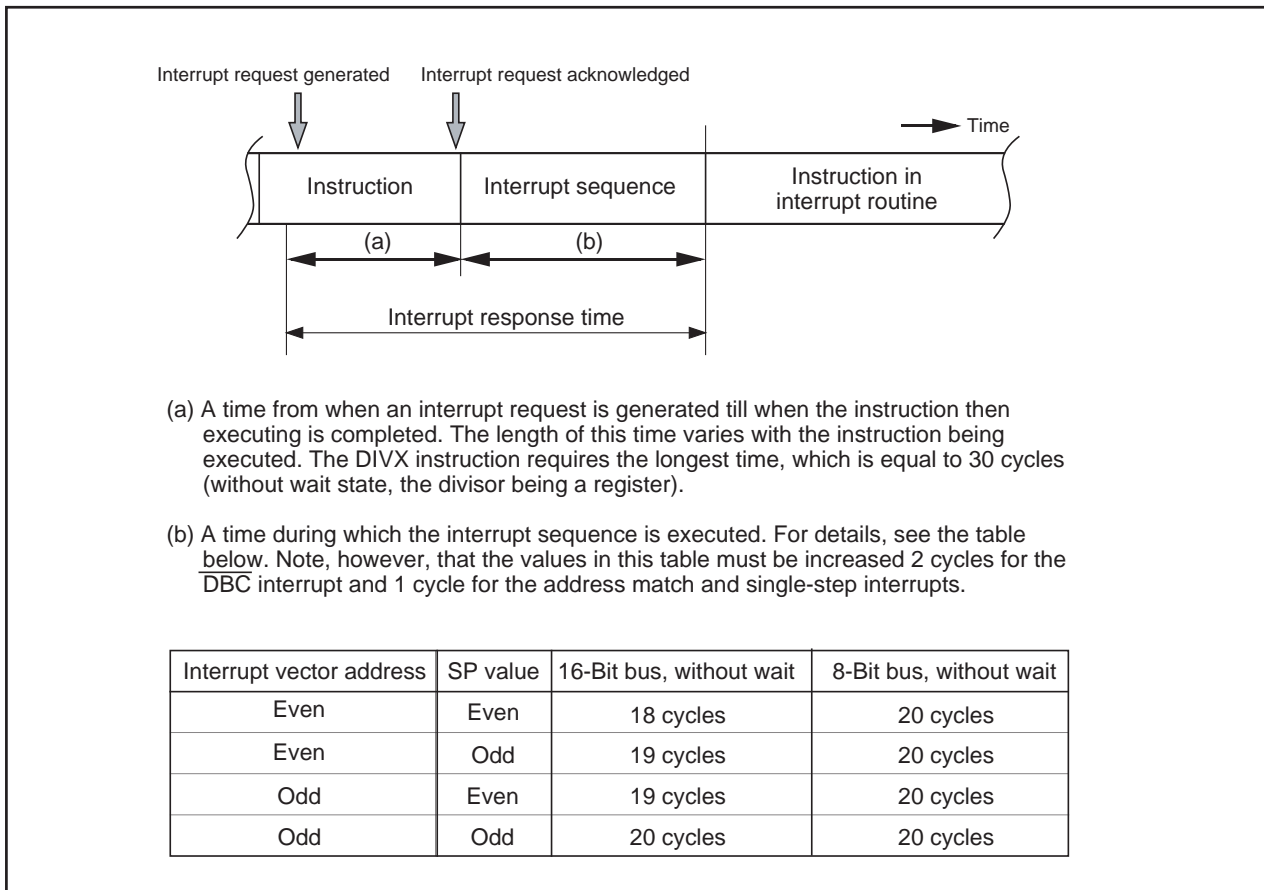 Interrupt request generated
Interrupt request acknowledged
Time
Instruction
Interrupt sequence
Instruction in
interrupt routine
(a)
(b)
Interrupt response time
(a) A time from when an interrupt request is generated till when the instruction then
executing is completed. The length of this time varies with the instruction being
executed. The DIVX instruction requires the longest time, which is equal to 30 cycles
(without wait state, the divisor being a register).
(b) A time during which the interrupt sequence is executed. For details, see the table
below. Note, however, that the values in this table must be increased 2 cycles for the
DBC interrupt and 1 cycle for the address match and single-step interrupts.
Interrupt vector address SP value 16-Bit bus, without wait 8-Bit bus, without wait
Even Even 18 cycles 20 cycles
Even Odd 19 cycles 20 cycles
Odd Even 19 cycles 20 cycles
Odd Odd 20 cycles 20 cycles